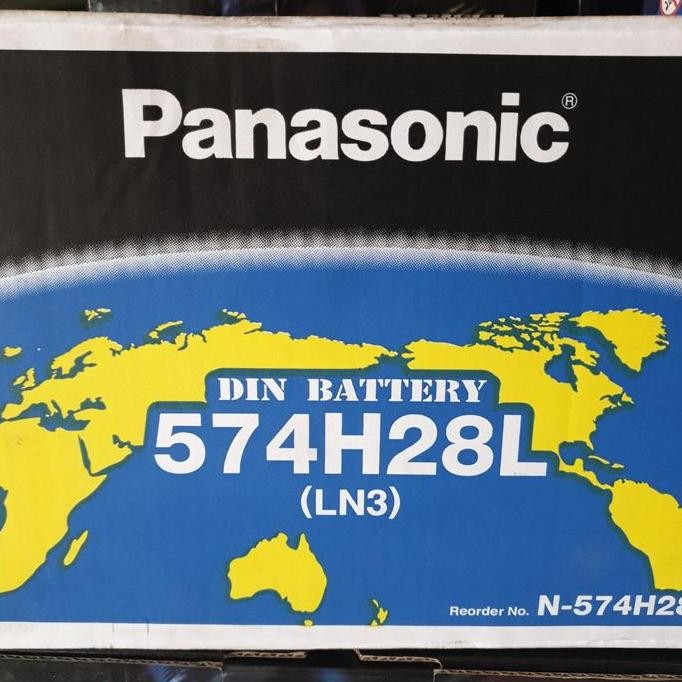 Panasonic®
DIN BATTERY
574H28L
(LN3)
Reorder No. N-574H28